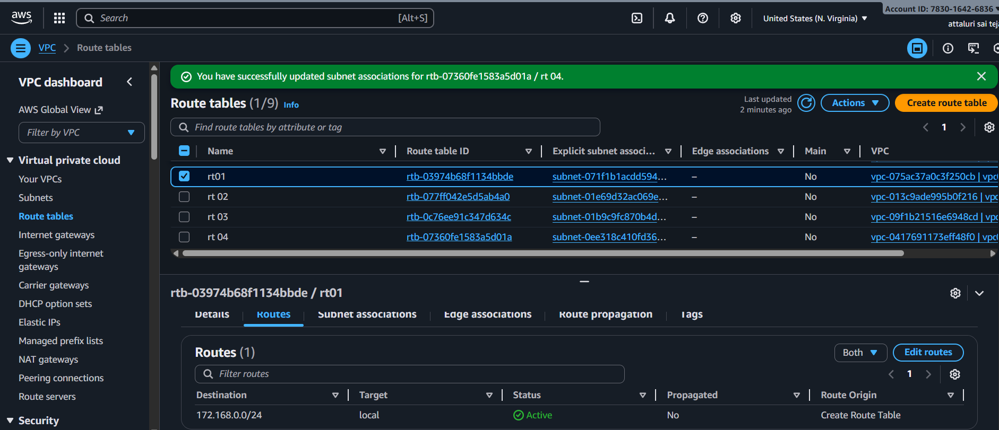 aws
Search [Alt+S]
United States (N. Virginia)
Account ID: 7830-1642-6836
attaluri sai teja
VPC > Route tables
VPC dashboard
AWS Global View
Filter by VPC
Virtual private cloud
Your VPCs
Subnets
Route tables
Internet gateways
Egress-only internet
gateways
Carrier gateways
DHCP option sets
Elastic IPs
Managed prefix lists
NAT gateways
Peering connections
Route servers
Security
You have successfully updated subnet associations for rtb-07360fe1583a5d01a / rt 04.
Route tables (1/9) Info
Last updated
2 minutes ago
Actions
Create route table
Find route tables by attribute or tag
1
Name Route table ID Explicit subnet associ... Edge associations Main VPC
rt01 rtb-03974b68f1134bbde subnet-071f1b1acdd594... – No vpc-075ac37a0c3f250cb | vpc
rt 02 rtb-077ff042e5d5ab4a0 subnet-01e69d32ac069e... – No vpc-013c9ade995b0f216 | vpc
rt 03 rtb-0c76ee91c347d634c subnet-01b9c9fc870b4d... – No vpc-09f1b21516e6948cd | vpc
rt 04 rtb-07360fe1583a5d01a subnet-0ee318c410fd36... – No vpc-0417691173eff48f0 | vpc
rtb-03974b68f1134bbde / rt01
Details Routes Subnet associations Edge associations Route propagation Tags
Routes (1)
Both
Edit routes
Filter routes
1
Destination Target Status Propagated Route Origin
172.168.0.0/24 local Active No Create Route Table